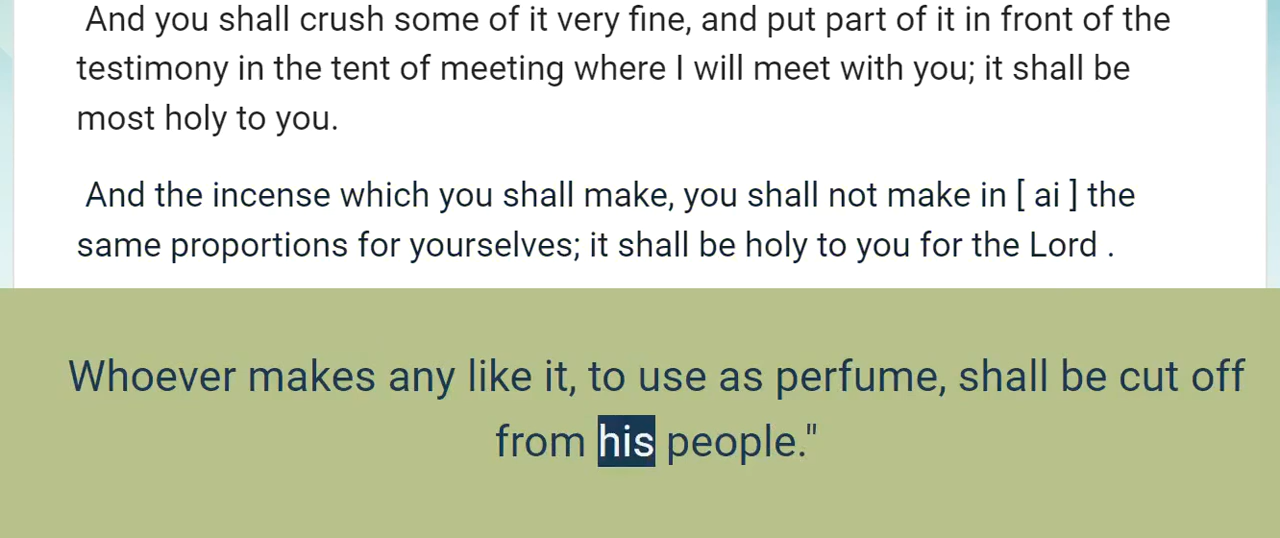 And you shall crush some of it very fine, and put part of it in front of the
testimony in the tent of meeting where I will meet with you; it shall be
most holy to you.
And the incense which you shall make, you shall not make in [ ai ] the
same proportions for yourselves; it shall be holy to you for the Lord .
Whoever makes any like it, to use as perfume, shall be cut off
from his people."